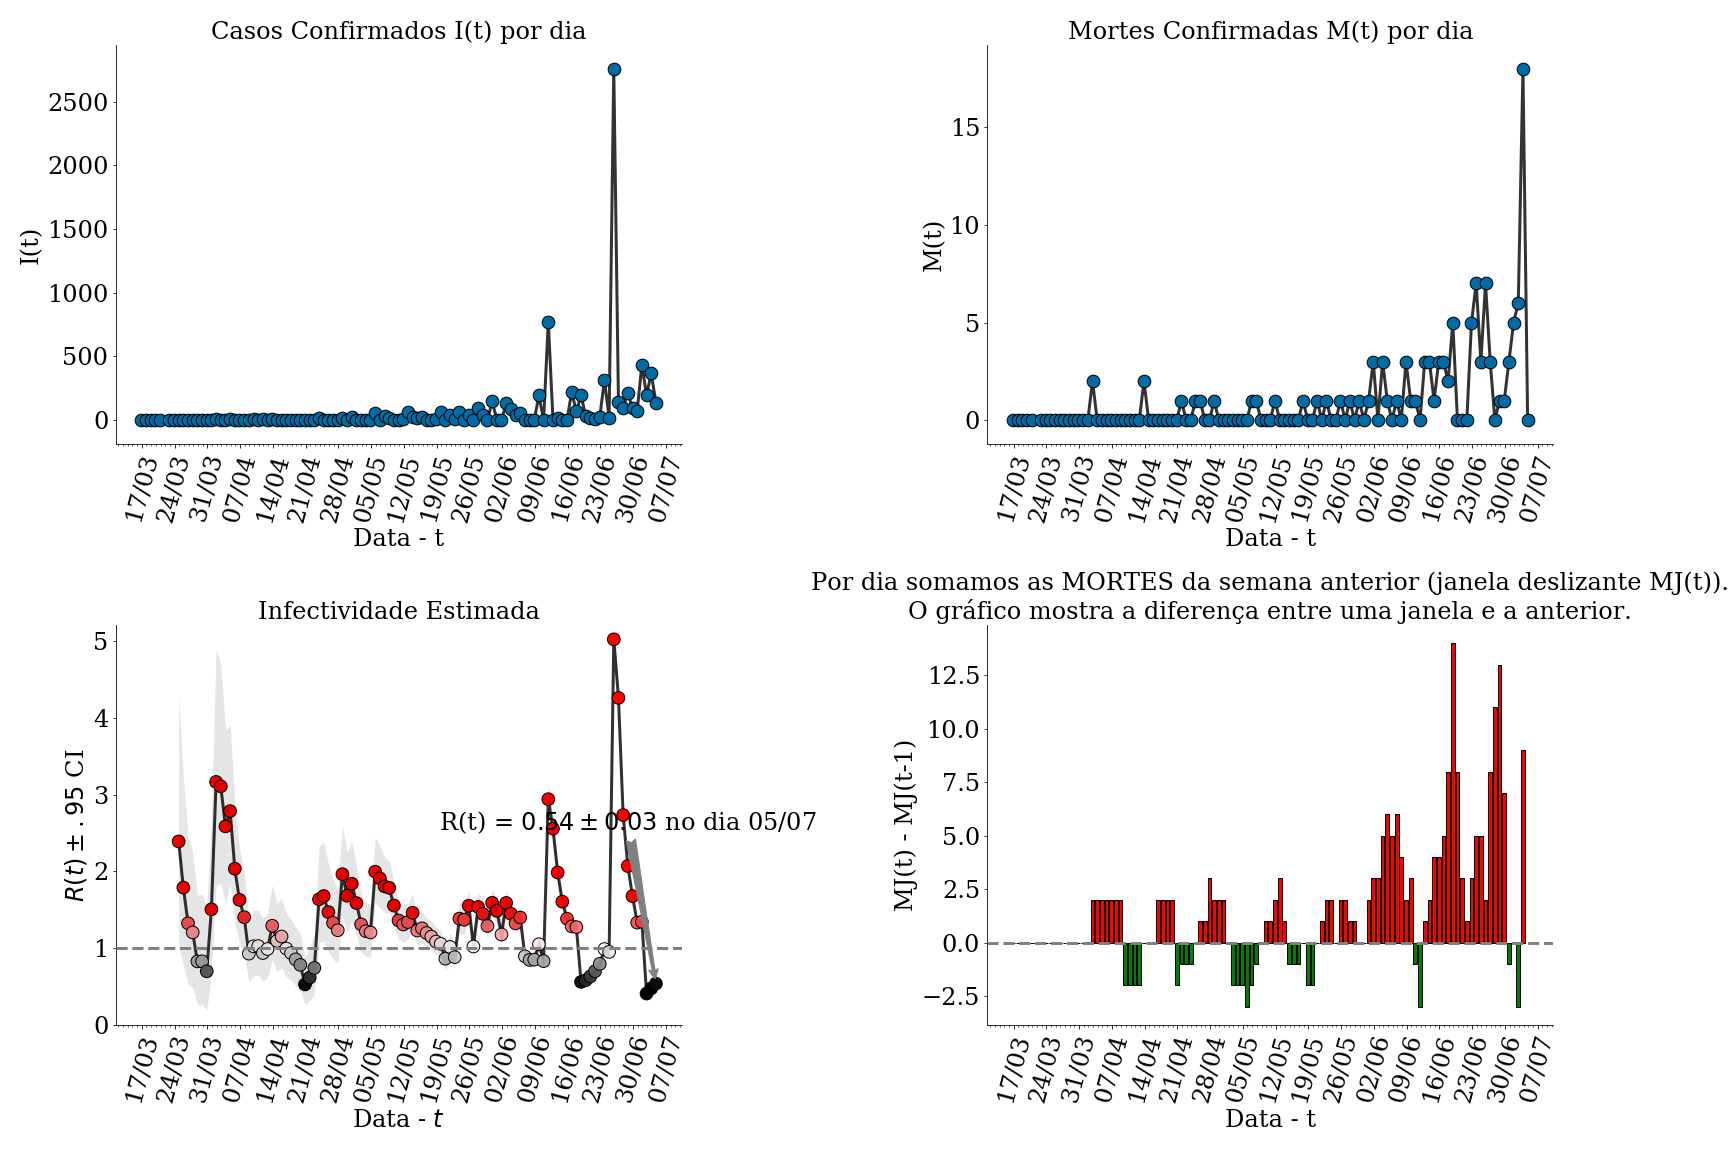 Casos Confirmados I(t) por dia
I(t)
2500
2000
1500
1000
500
0
17/03 24/03 31/03 07/04 14/04 21/04 28/04 05/05 12/05 19/05 26/05 02/06 09/06 16/06 23/06 30/06 07/07
Data - t
Mortes Confirmadas M(t) por dia
M(t)
15
10
5
0
17/03 24/03 31/03 07/04 14/04 21/04 28/04 05/05 12/05 19/05 26/05 02/06 09/06 16/06 23/06 30/06 07/07
Data - t
Infectividade Estimada
R(t) ± .95 CI
5
4
3
2
1
0
R(t) = 0.54 ± 0.03 no dia 05/07
17/03 24/03 31/03 07/04 14/04 21/04 28/04 05/05 12/05 19/05 26/05 02/06 09/06 16/06 23/06 30/06 07/07
Data - t
Por dia somamos as MORTES da semana anterior (janela deslizante MJ(t)).
O gráfico mostra a diferença entre uma janela e a anterior.
MJ(t) - MJ(t-1)
12.5
10.0
7.5
5.0
2.5
0.0
−2.5
17/03 24/03 31/03 07/04 14/04 21/04 28/04 05/05 12/05 19/05 26/05 02/06 09/06 16/06 23/06 30/06 07/07
Data - t